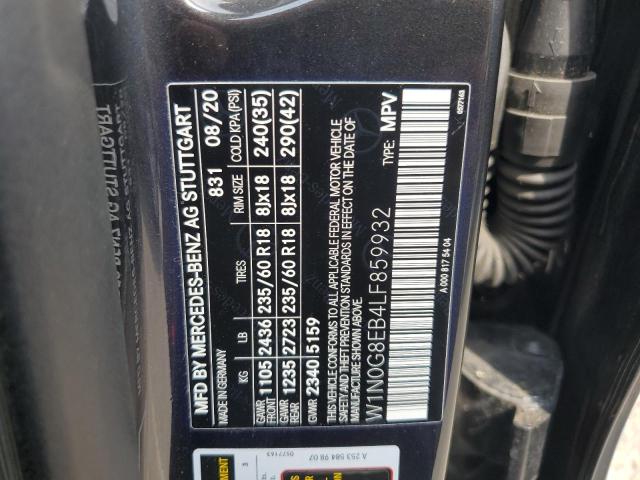 MFD BY MERCEDES-BENZ AG STUTTGART
MADE IN GERMANY 831 08/20
KG LB TIRES RIM SIZE COLD KPA(PSI)
GAWR FRONT 1105 2436 235/60 R18 8Jx18 240(35)
GAWR REAR 1235 2723 235/60 R18 8Jx18 290(42)
GVWR 2340 5159
THIS VEHICLE CONFORMS TO ALL APPLICABLE FEDERAL MOTOR VEHICLE
SAFETY AND THEFT PREVENTION STANDARDS IN EFFECT ON THE DATE OF
MANUFACTURE SHOWN ABOVE.
W1N0G8EB4LF859932 TYPE: MPV
A 000 817 54 04
0577163
A 253 584 98 07
0577163